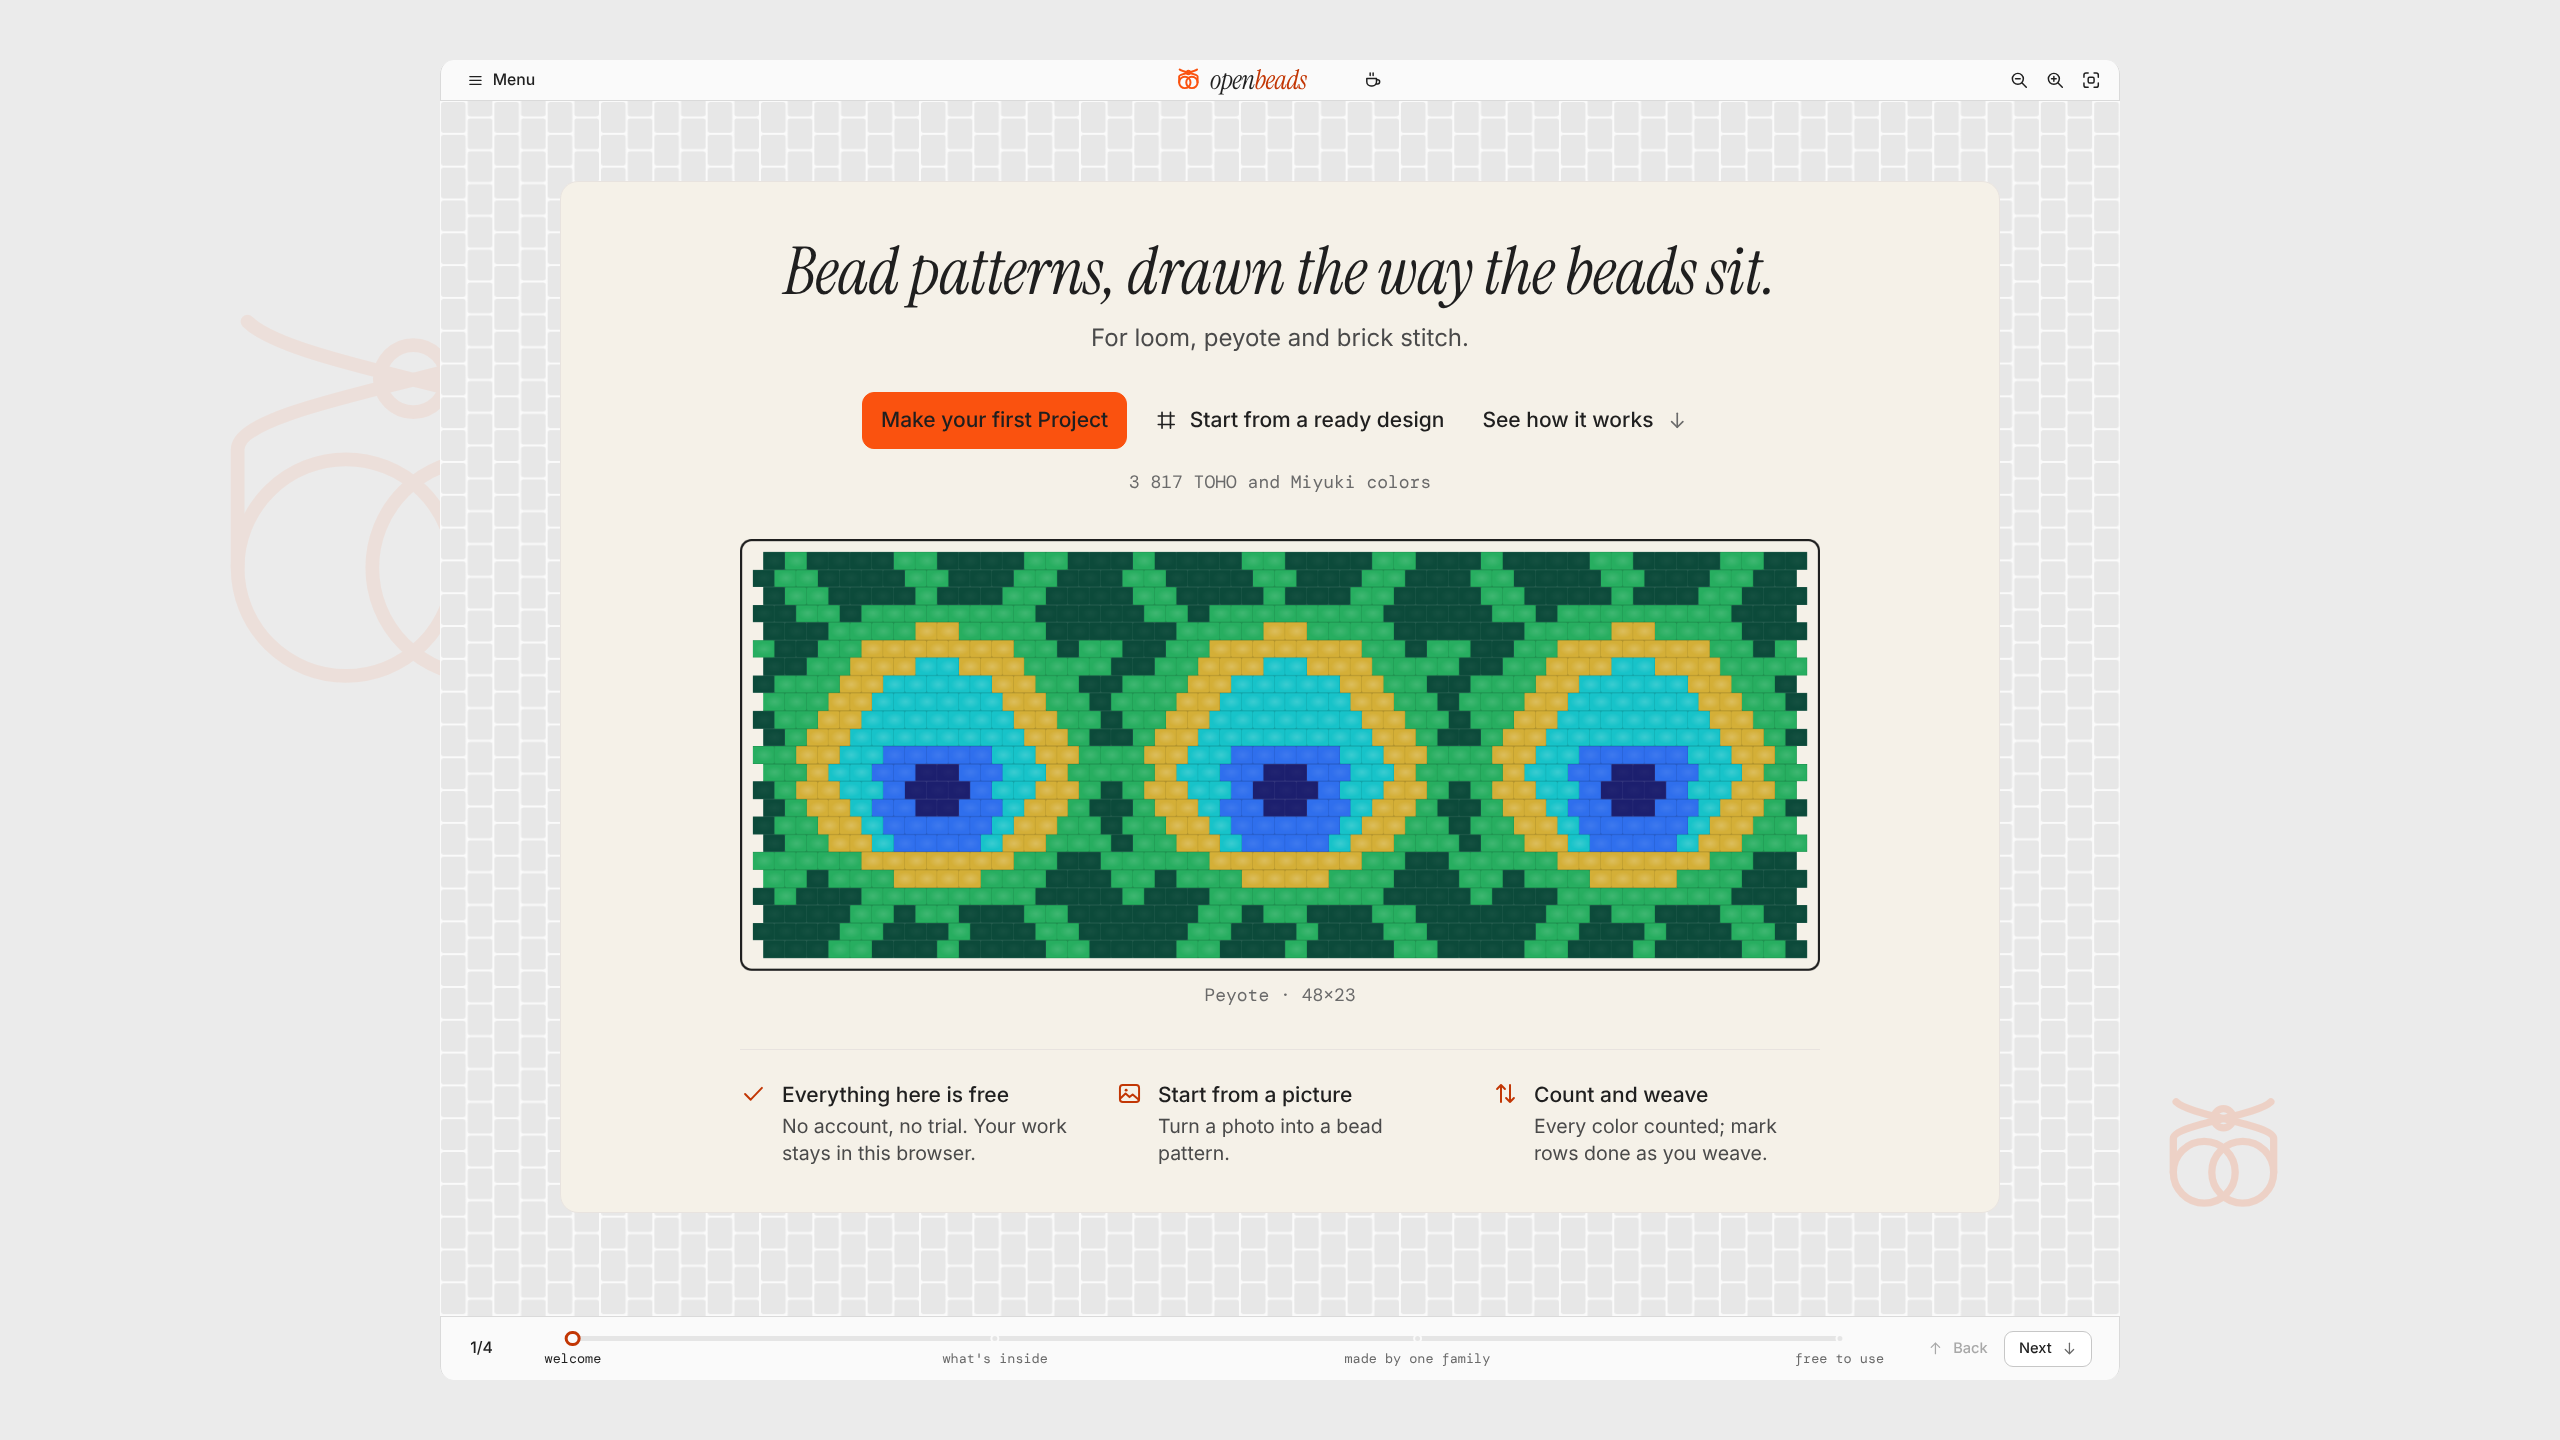 Menu
openbeads
Bead patterns, drawn the way the beads sit.
For loom, peyote and brick stitch.
Make your first Project
Start from a ready design
See how it works
3 817 TOHO and Miyuki colors
Peyote · 48×23
Everything here is free
No account, no trial. Your work
stays in this browser.
Start from a picture
Turn a photo into a bead
pattern.
Count and weave
Every color counted; mark
rows done as you weave.
1/4
welcome
what's inside
made by one family
free to use
Back
Next